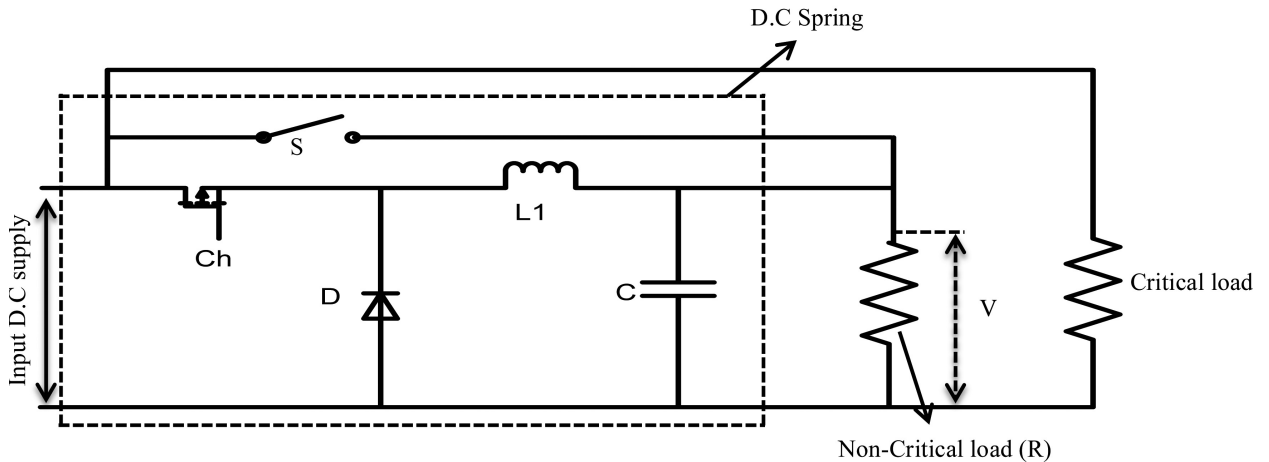 D.C Spring
S
L1
Ch
Input D.C supply
D
C
V
Critical load
Non-Critical load (R)